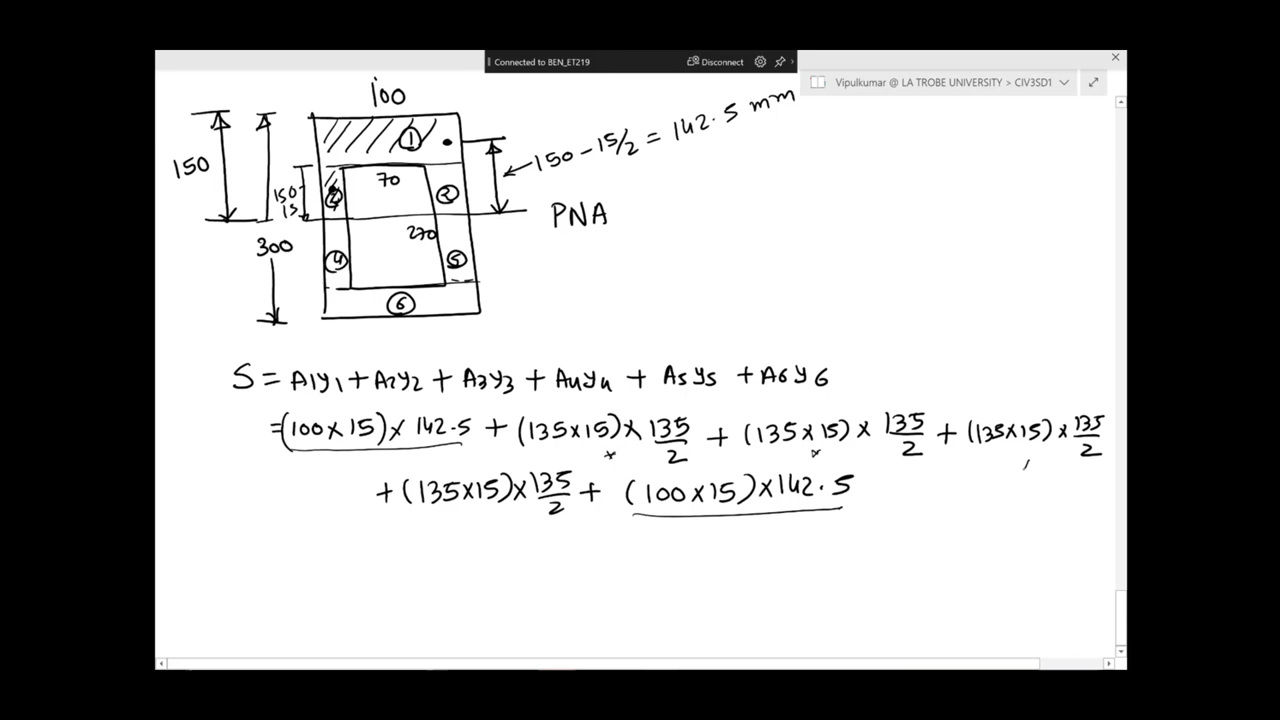 Connected to BEN_ET219
Disconnect
Vipulkumar @ LA TROBE UNIVERSITY > CIV3SD1
100
150 - 15/2 = 142.5 mm
①
150
70
150-
15
②
PNA
270
300
④
⑤
⑥
S = A1y1 + A2y2 + A3y3 + A4y4 + A5y5 + A6y6
= (100 x 15) x 142.5 + (135x15) x 135/2 + (135 x 15) x 135/2 + (135x15) x 135/2
+ (135x15) x 135/2 + (100x15) x 142.5